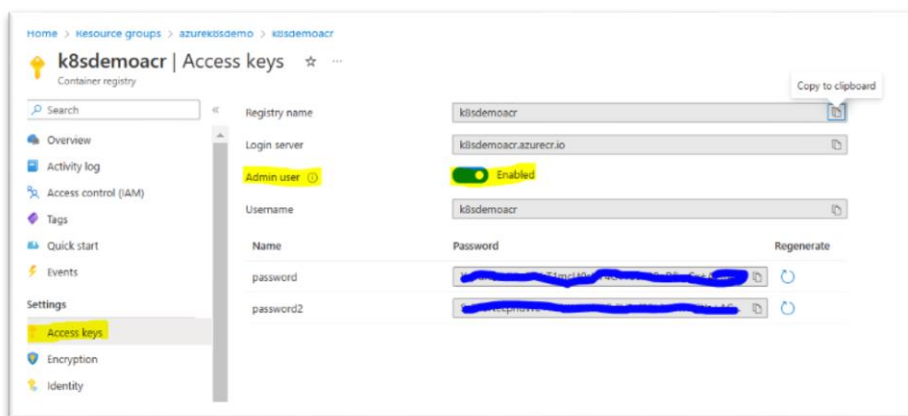 Home > Resource groups > azurek8sdemo > k8sdemoacr
k8sdemoacr | Access keys ☆ ...
Container registry
Copy to clipboard
Search «
Overview
Activity log
Access control (IAM)
Tags
Quick start
Events
Settings
Access keys
Encryption
Identity
Registry name k8sdemoacr
Login server k8sdemoacr.azurecr.io
Admin user Enabled
Username k8sdemoacr
Name Password Regenerate
password
password2